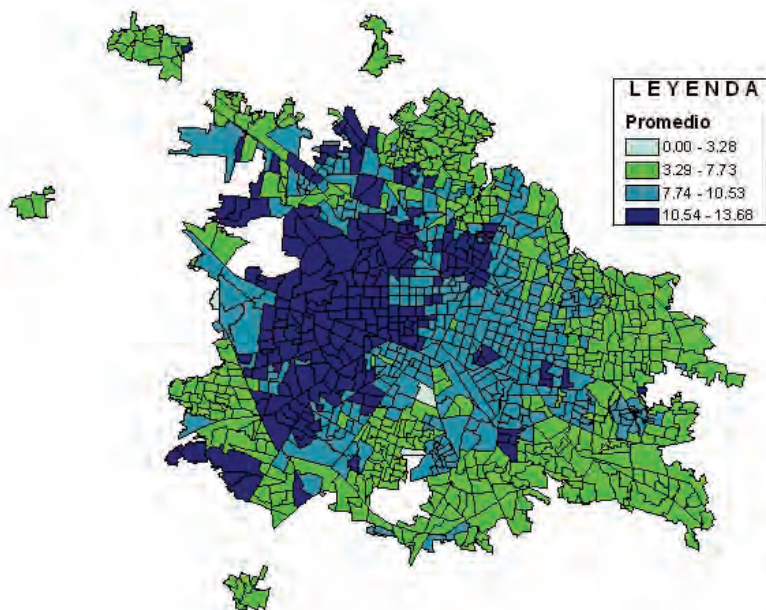 LEYENDA
Promedio
0.00 - 3.28
3.29 - 7.73
7.74 - 10.53
10.54 - 13.68